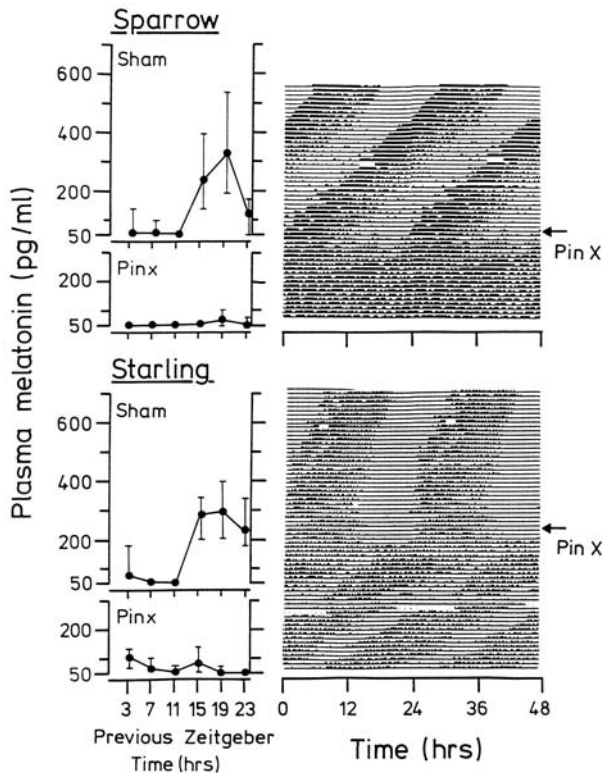 Sparrow
Sham
600
400
200
50
Pinx
200
50
Pin X
Starling
Sham
600
400
200
50
Pinx
200
50
Pin X
Plasma melatonin (pg/ml)
3 7 11 15 19 23
Previous Zeitgeber
Time (hrs)
0 12 24 36 48
Time (hrs)